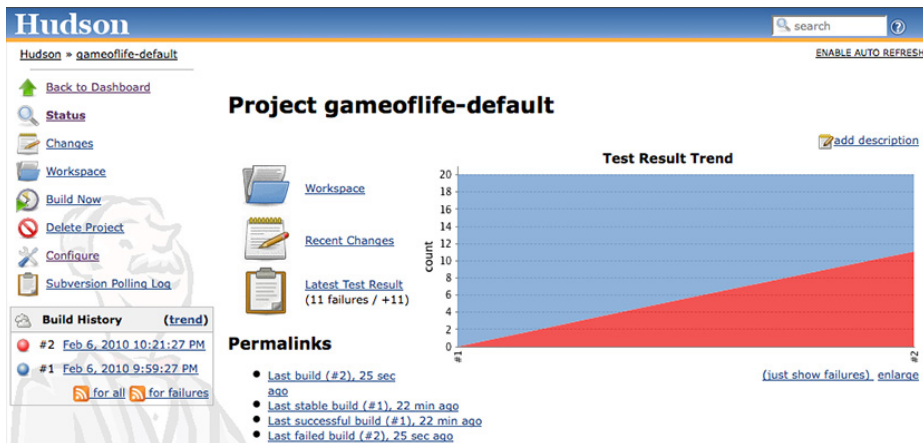 Hudson
search
Hudson » gameoflife-default
ENABLE AUTO REFRESH
Back to Dashboard
Status
Changes
Workspace
Build Now
Delete Project
Configure
Subversion Polling Log
Build History (trend)
#2 Feb 6, 2010 10:21:27 PM
#1 Feb 6, 2010 9:59:27 PM
for all for failures
Project gameoflife-default
add description
Workspace
Recent Changes
Latest Test Result
(11 failures / +11)
Test Result Trend
count
20
18
16
14
12
10
8
6
4
2
0
#1
#2
(just show failures) enlarge
Permalinks
Last build (#2), 25 sec
ago
Last stable build (#1), 22 min ago
Last successful build (#1), 22 min ago
Last failed build (#2), 25 sec ago